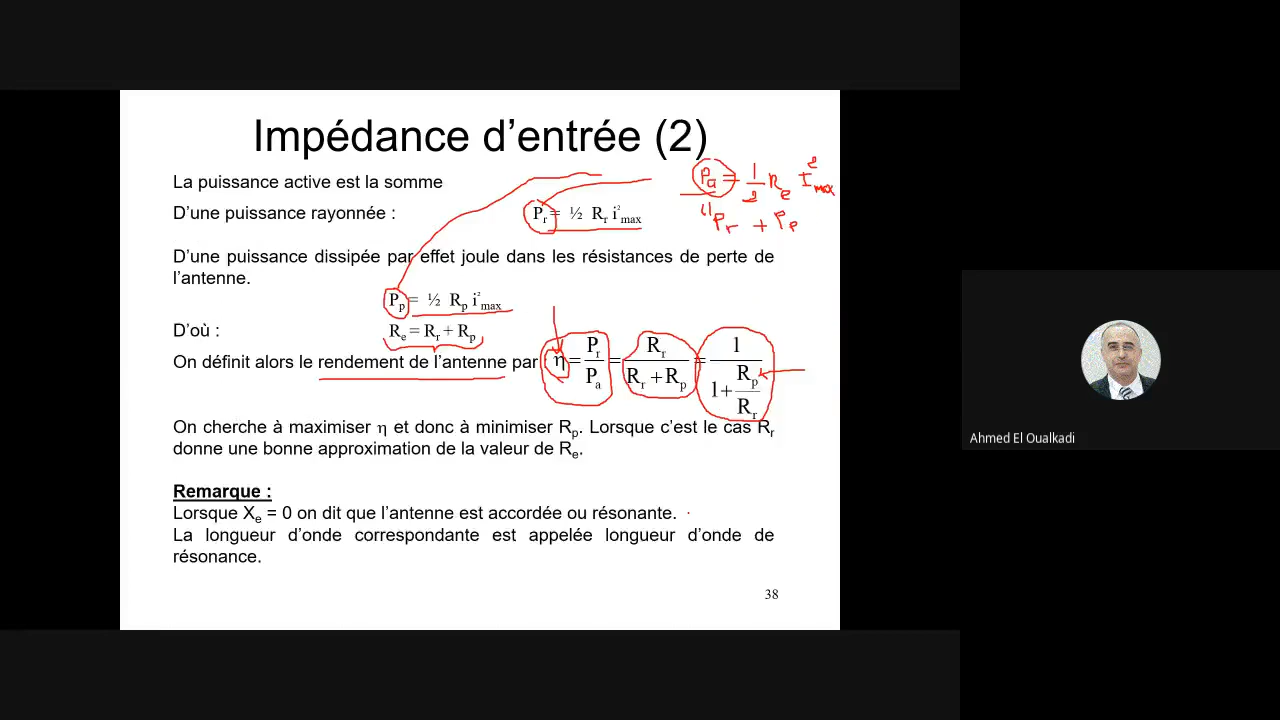 Impédance d’entrée (2)
La puissance active est la somme
Pa = 1/2 Re I²max
D’une puissance rayonnée : Pr = ½ Rr i²max
" Pr + Pp
D’une puissance dissipée par effet joule dans les résistances de perte de
l’antenne.
Pp = ½ Rp i²max
D’où : Re = Rr + Rp
On définit alors le rendement de l’antenne par η = Pr/Pa = Rr/(Rr + Rp) = 1/(1 + Rp/Rr)
On cherche à maximiser η et donc à minimiser Rp. Lorsque c’est le cas Rr
donne une bonne approximation de la valeur de Re.
Remarque :
Lorsque Xe = 0 on dit que l’antenne est accordée ou résonante.
La longueur d’onde correspondante est appelée longueur d’onde de
résonance.
38
Ahmed El Oualkadi